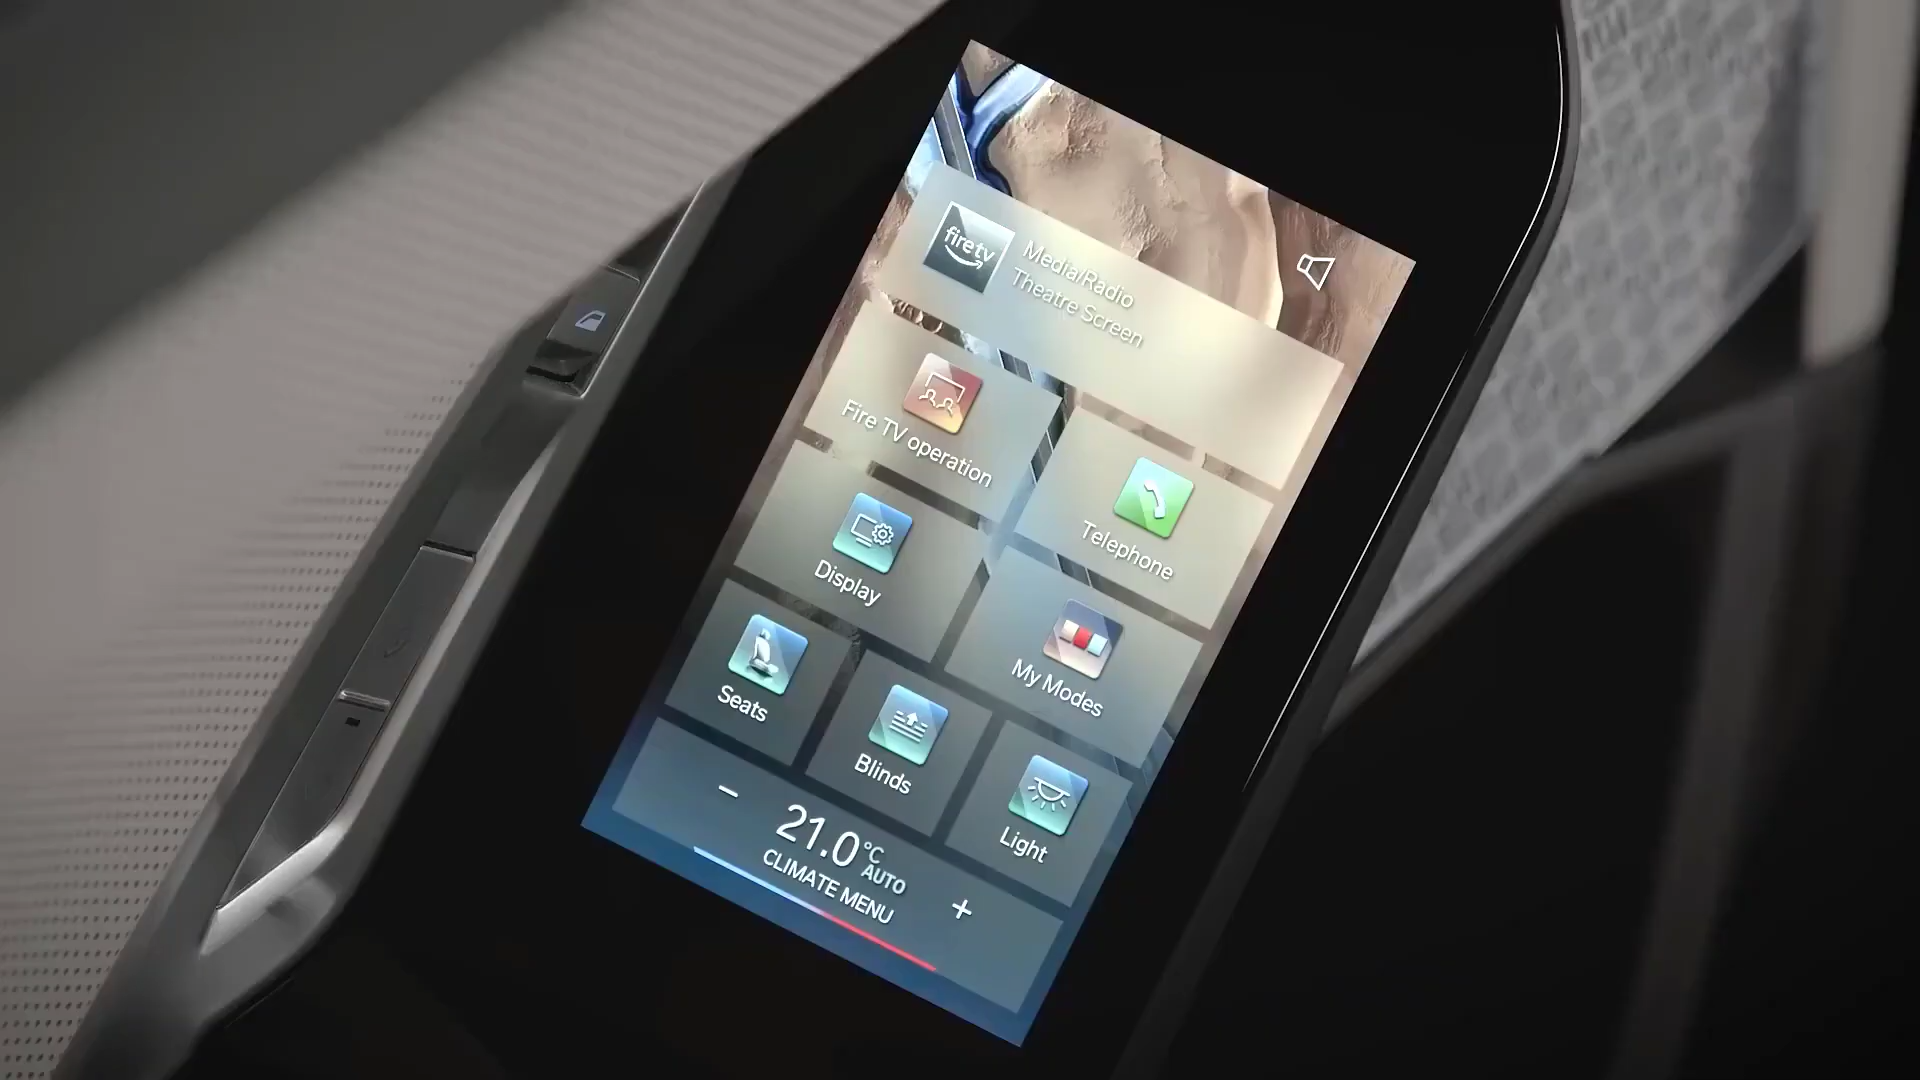 fire tv
Media/Radio
Theatre Screen
Fire TV operation
Telephone
Display
My Modes
Seats
Blinds
Light
− 21.0 °C +
AUTO
CLIMATE MENU